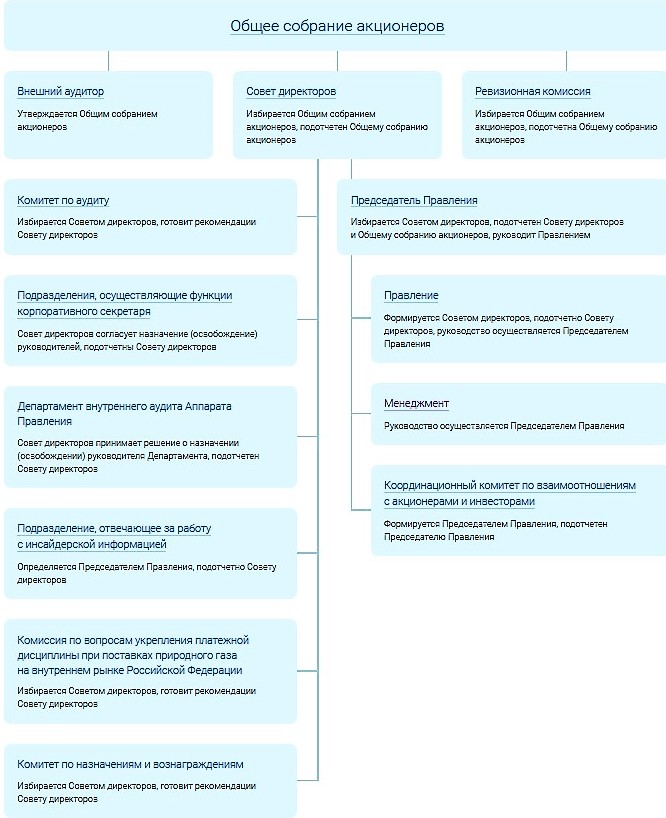 Общее собрание акционеров
Внешний аудитор
Утверждается Общим собранием
акционеров
Совет директоров
Избирается Общим собранием
акционеров, подотчетен Общему собранию
акционеров
Ревизионная комиссия
Избирается Общим собранием
акционеров, подотчетна Общему собранию
акционеров
Комитет по аудиту
Избирается Советом директоров, готовит рекомендации
Совету директоров
Председатель Правления
Избирается Советом директоров, подотчетен Совету директоров
и Общему собранию акционеров, руководит Правлением
Подразделения, осуществляющие функции
корпоративного секретаря
Совет директоров согласует назначение (освобождение)
руководителей, подотчетны Совету директоров
Правление
Формируется Советом директоров, подотчетно Совету
директоров, руководство осуществляется Председателем
Правления
Департамент внутреннего аудита Аппарата
Правления
Совет директоров принимает решение о назначении
(освобождении) руководителя Департамента, подотчетен
Совету директоров
Менеджмент
Руководство осуществляется Председателем Правления
Координационный комитет по взаимоотношениям
с акционерами и инвесторами
Формируется Председателем Правления, подотчетен
Председателю Правления
Подразделение, отвечающее за работу
с инсайдерской информацией
Определяется Председателем Правления, подотчетно Совету
директоров
Комиссия по вопросам укрепления платежной
дисциплины при поставках природного газа
на внутреннем рынке Российской Федерации
Избирается Советом директоров, готовит рекомендации
Совету директоров
Комитет по назначениям и вознаграждениям
Избирается Советом директоров, готовит рекомендации
Совету директоров